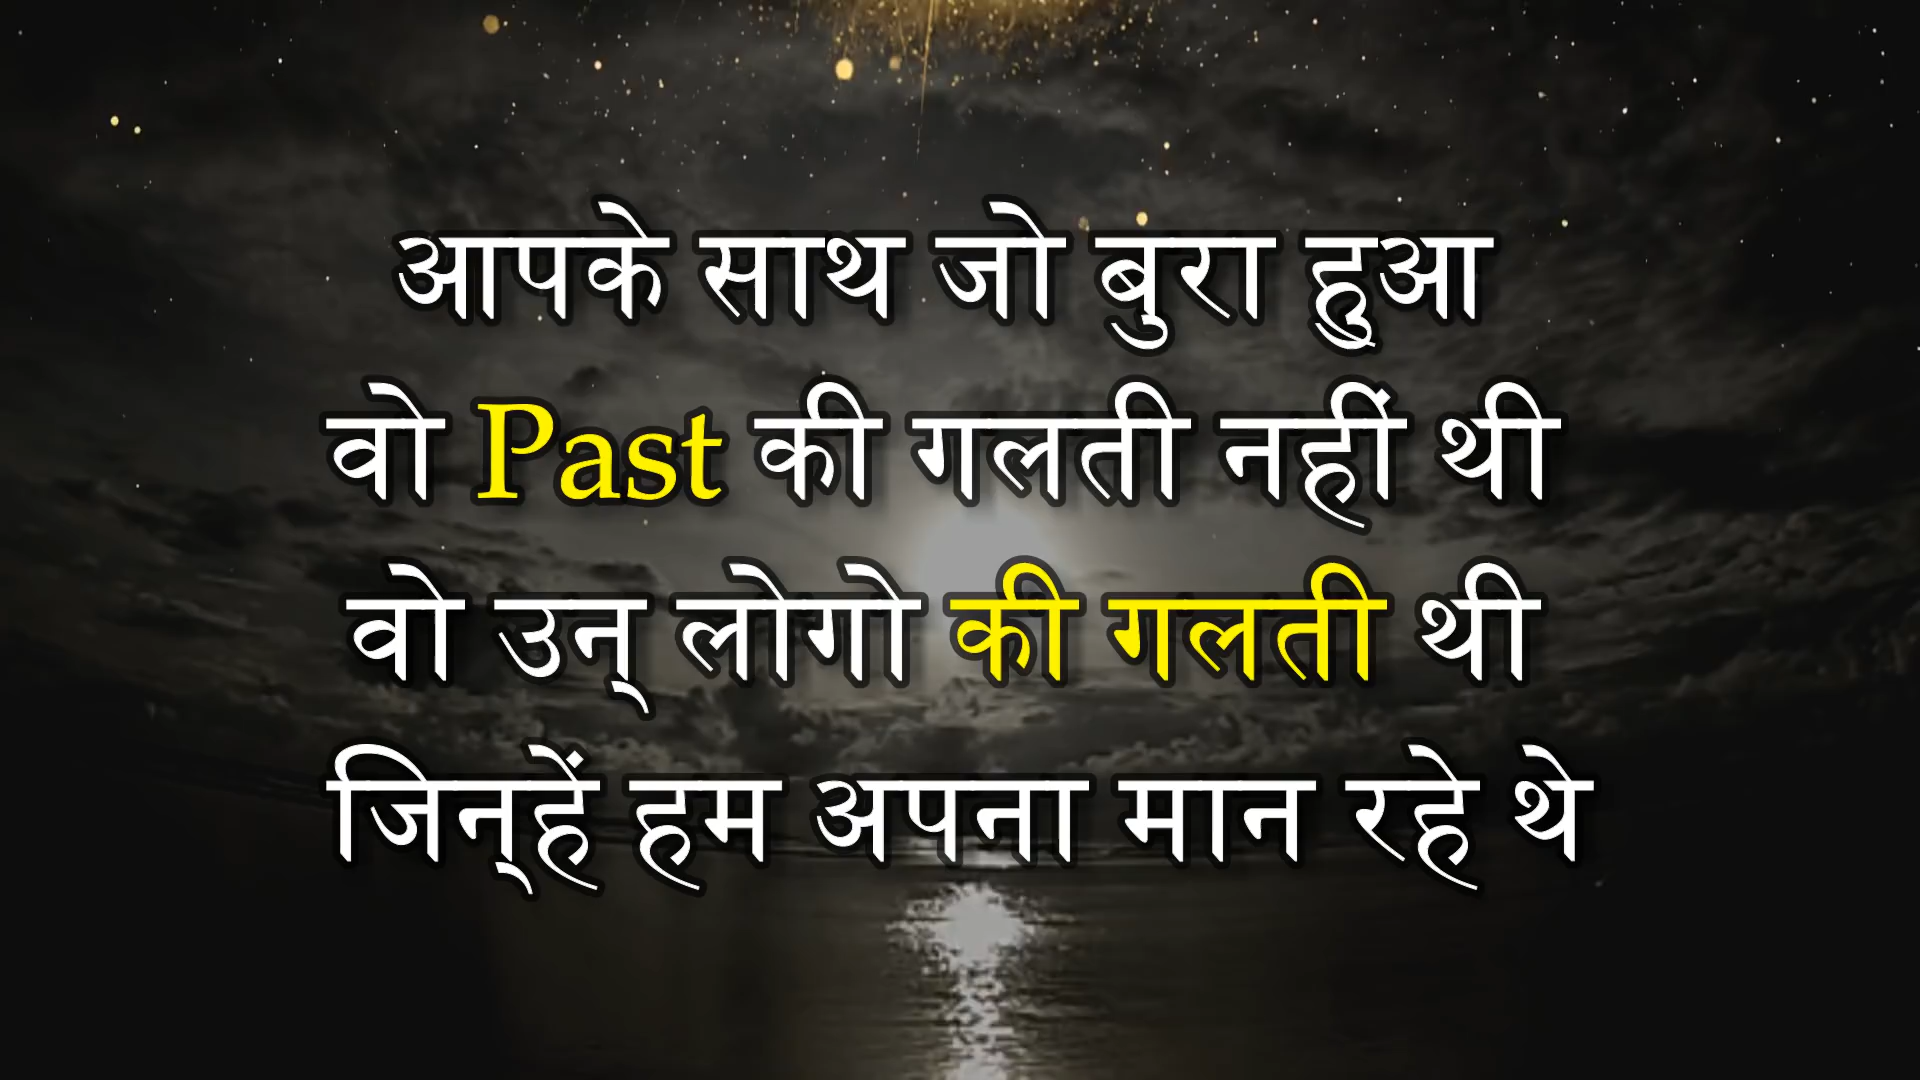 आपके साथ जो बुरा हुआ
वो Past की गलती नहीं थी
वो उन् लोगो की गलती थी
जिन्हें हम अपना मान रहे थे